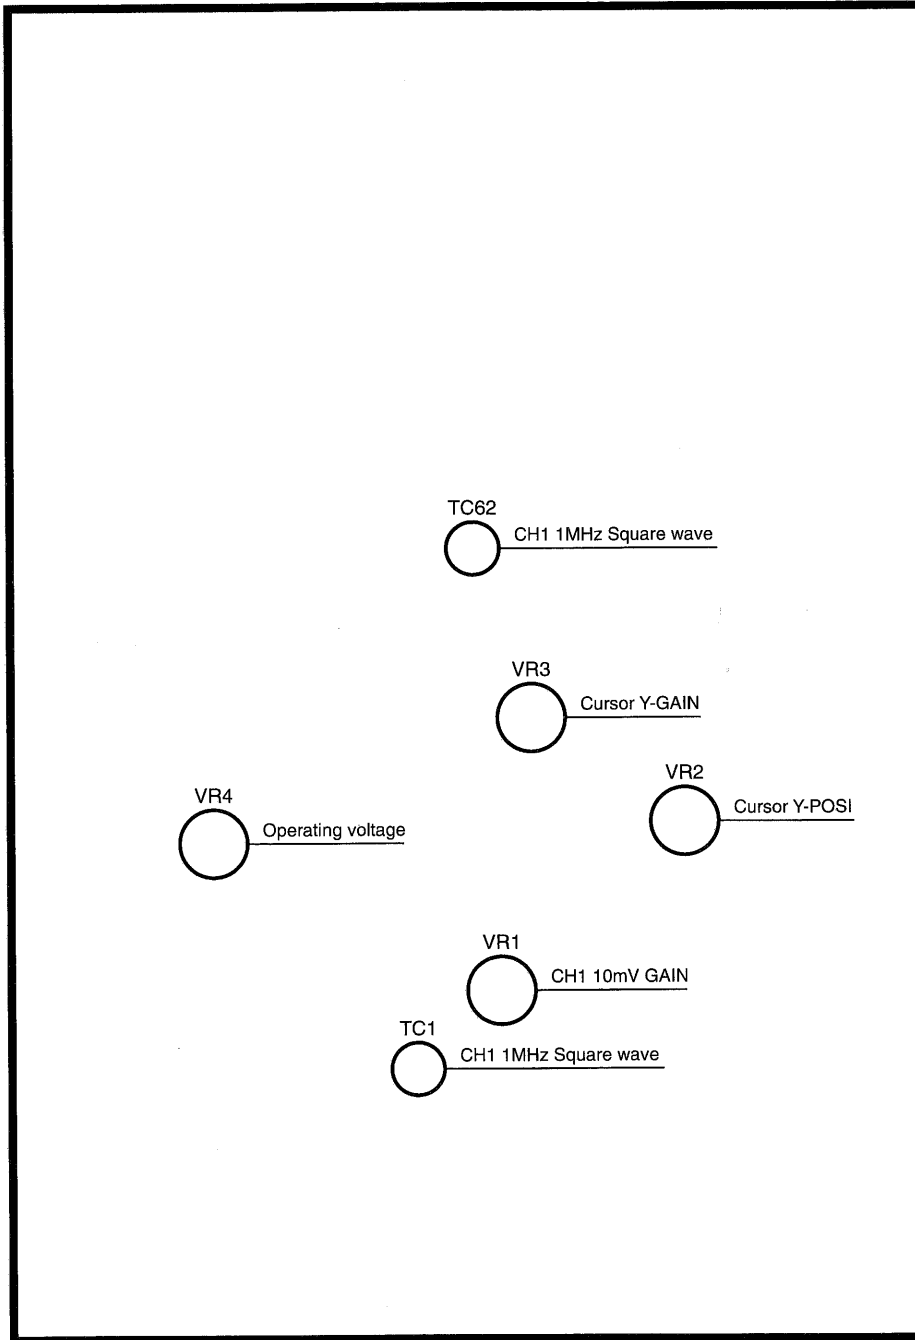 TC62
CH1 1MHz Square wave
VR3
Cursor Y-GAIN
VR2
Cursor Y-POSI
VR4
Operating voltage
VR1
CH1 10mV GAIN
TC1
CH1 1MHz Square wave